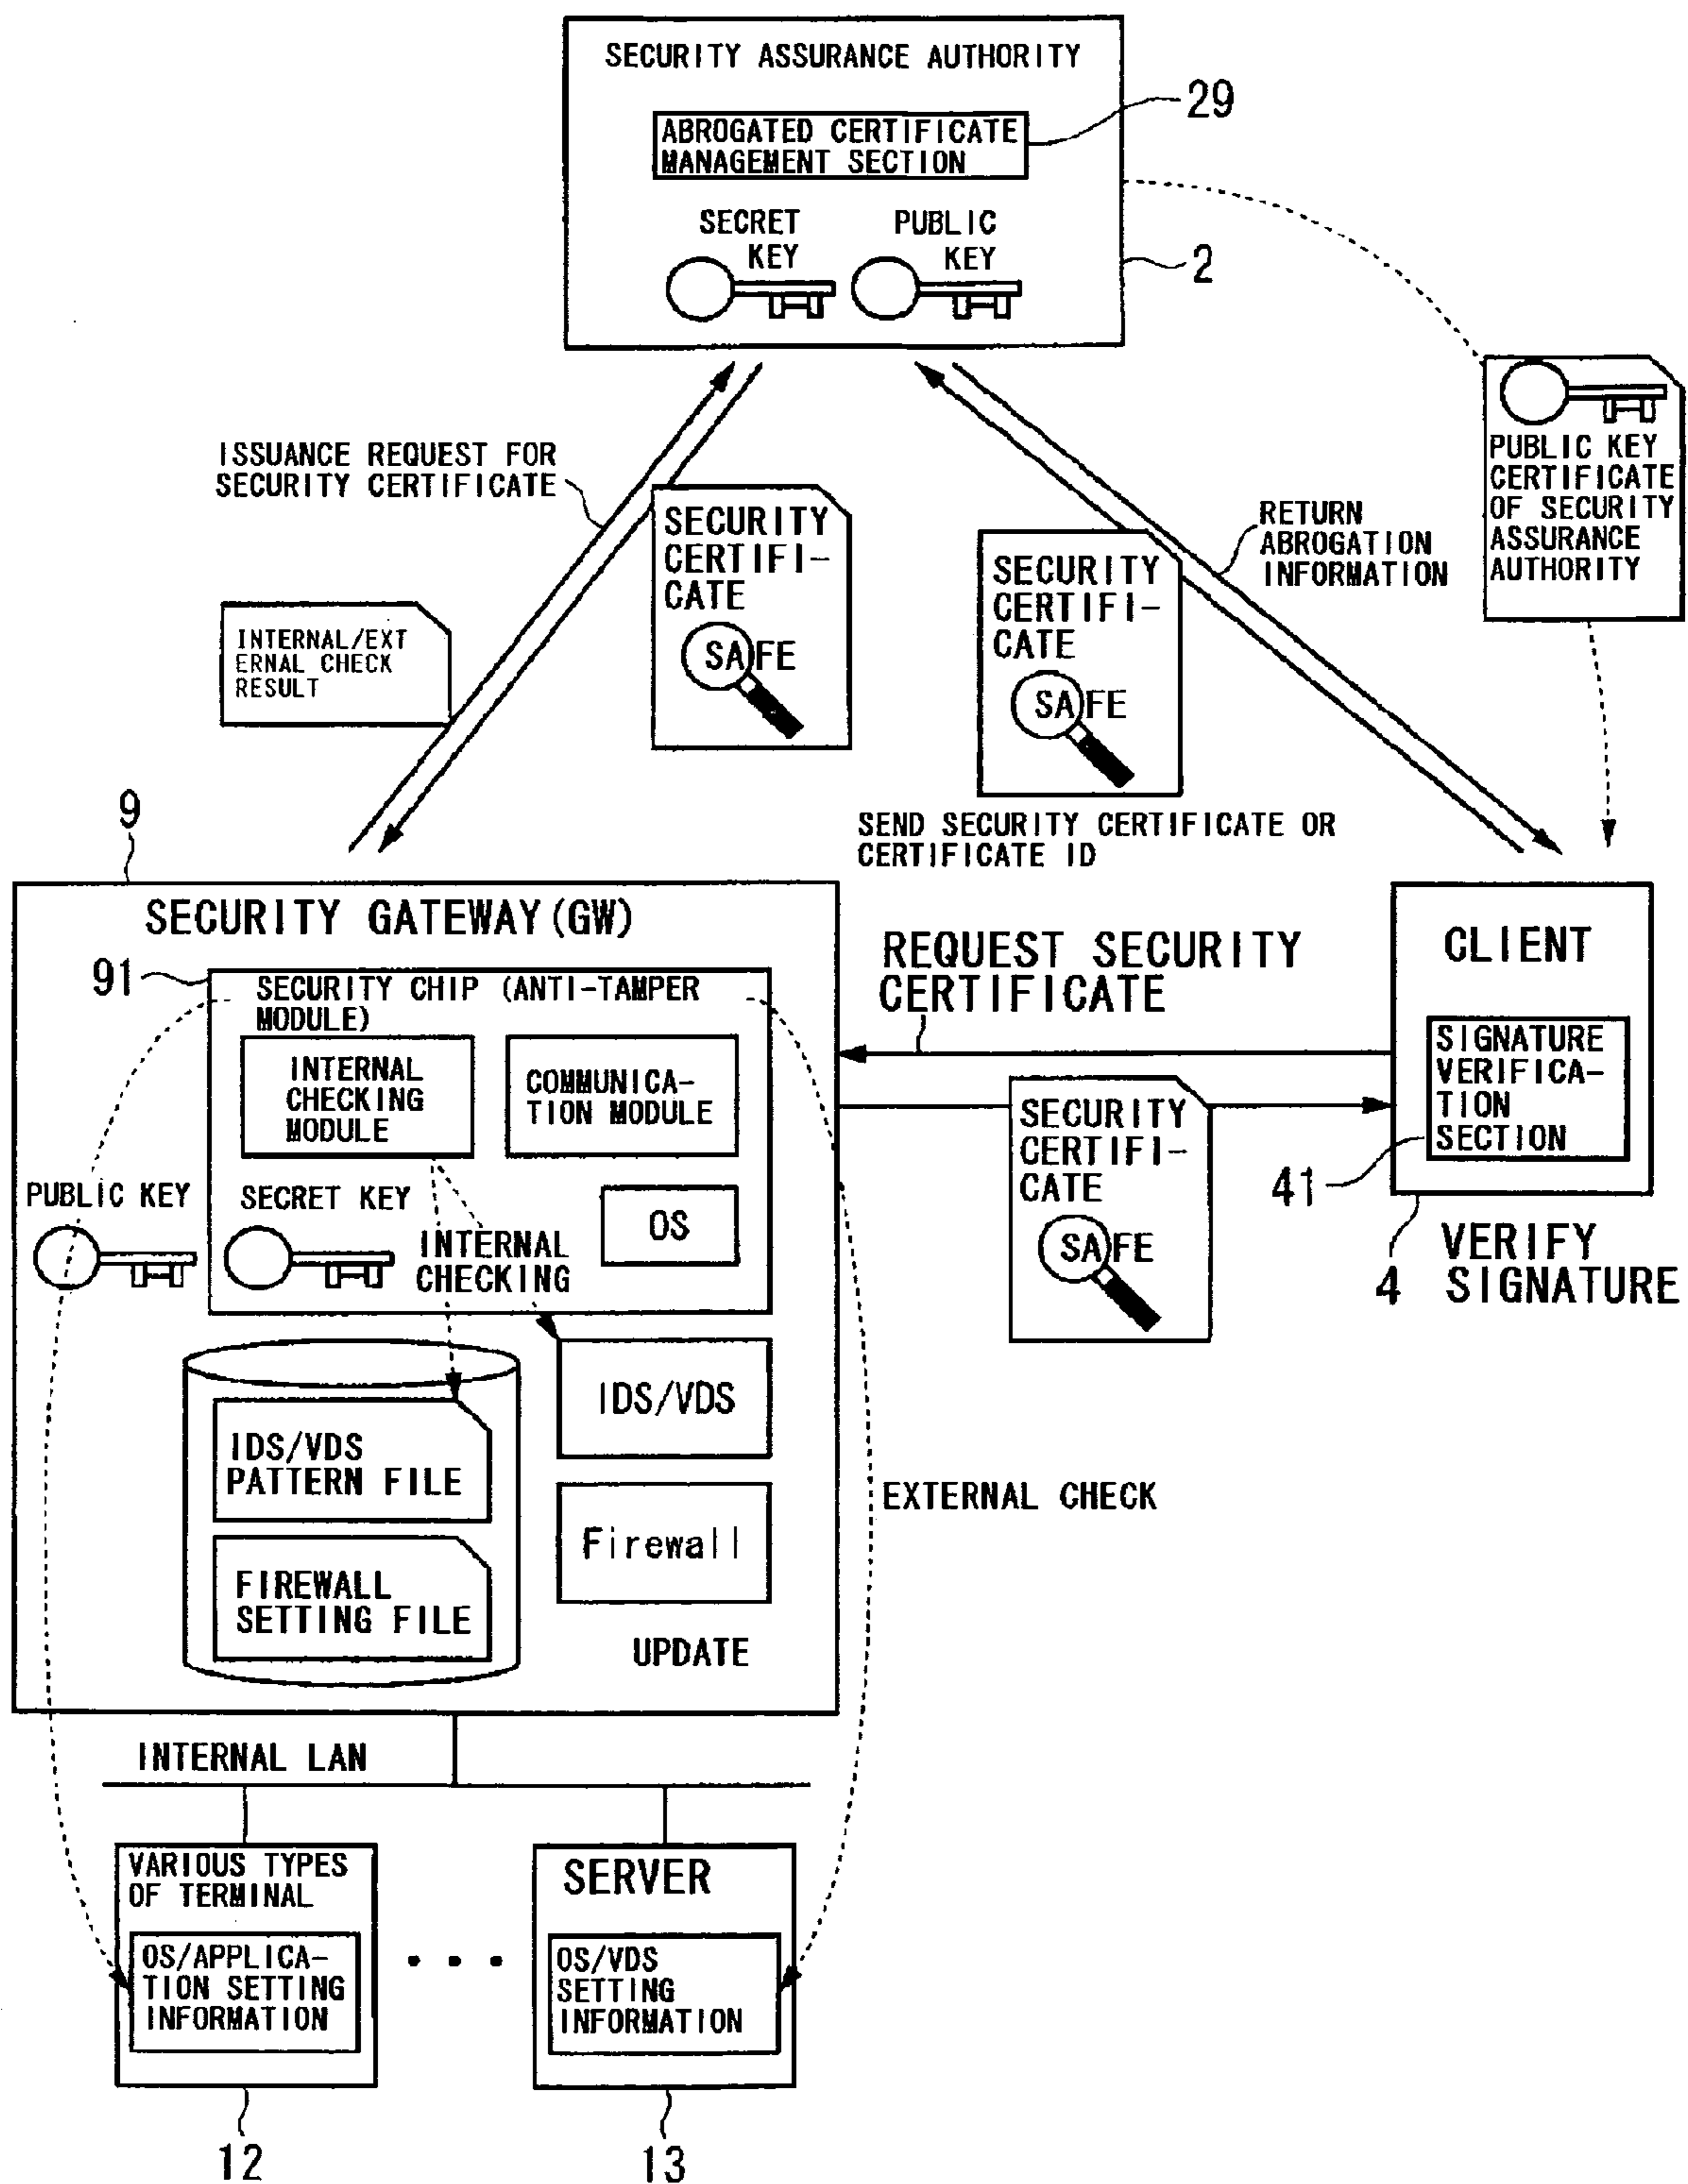 SECURITY ASSURANCE AUTHORITY
29
ABROGATED CERTIFICATE
MANAGEMENT SECTION
SECRET
KEY
PUBLIC
KEY
2
PUBLIC KEY
CERTIFICATE
OF SECURITY
ASSURANCE
AUTHORITY
ISSUANCE REQUEST FOR
SECURITY CERTIFICATE
SECURITY
CERTIFI-
CATE
SAFE
RETURN
ABROGATION
INFORMATION
SECURITY
CERTIFI-
CATE
SAFE
INTERNAL/EXT
ERNAL CHECK
RESULT
SEND SECURITY CERTIFICATE OR
CERTIFICATE ID
9
SECURITY GATEWAY(GW)
91
SECURITY CHIP (ANTI-TAMPER
MODULE)
INTERNAL
CHECKING
MODULE
COMMUNICA-
TION MODULE
PUBLIC KEY
SECRET KEY
OS
INTERNAL
CHECKING
REQUEST SECURITY
CERTIFICATE
CLIENT
SIGNATURE
VERIFICA-
TION
SECTION
41
4
VERIFY
SIGNATURE
SECURITY
CERTIFI-
CATE
SAFE
IDS/VDS
IDS/VDS
PATTERN FILE
Firewall
FIREWALL
SETTING FILE
EXTERNAL CHECK
UPDATE
INTERNAL LAN
VARIOUS TYPES
OF TERMINAL
OS/APPLICA-
TION SETTING
INFORMATION
SERVER
OS/VDS
SETTING
INFORMATION
12
13